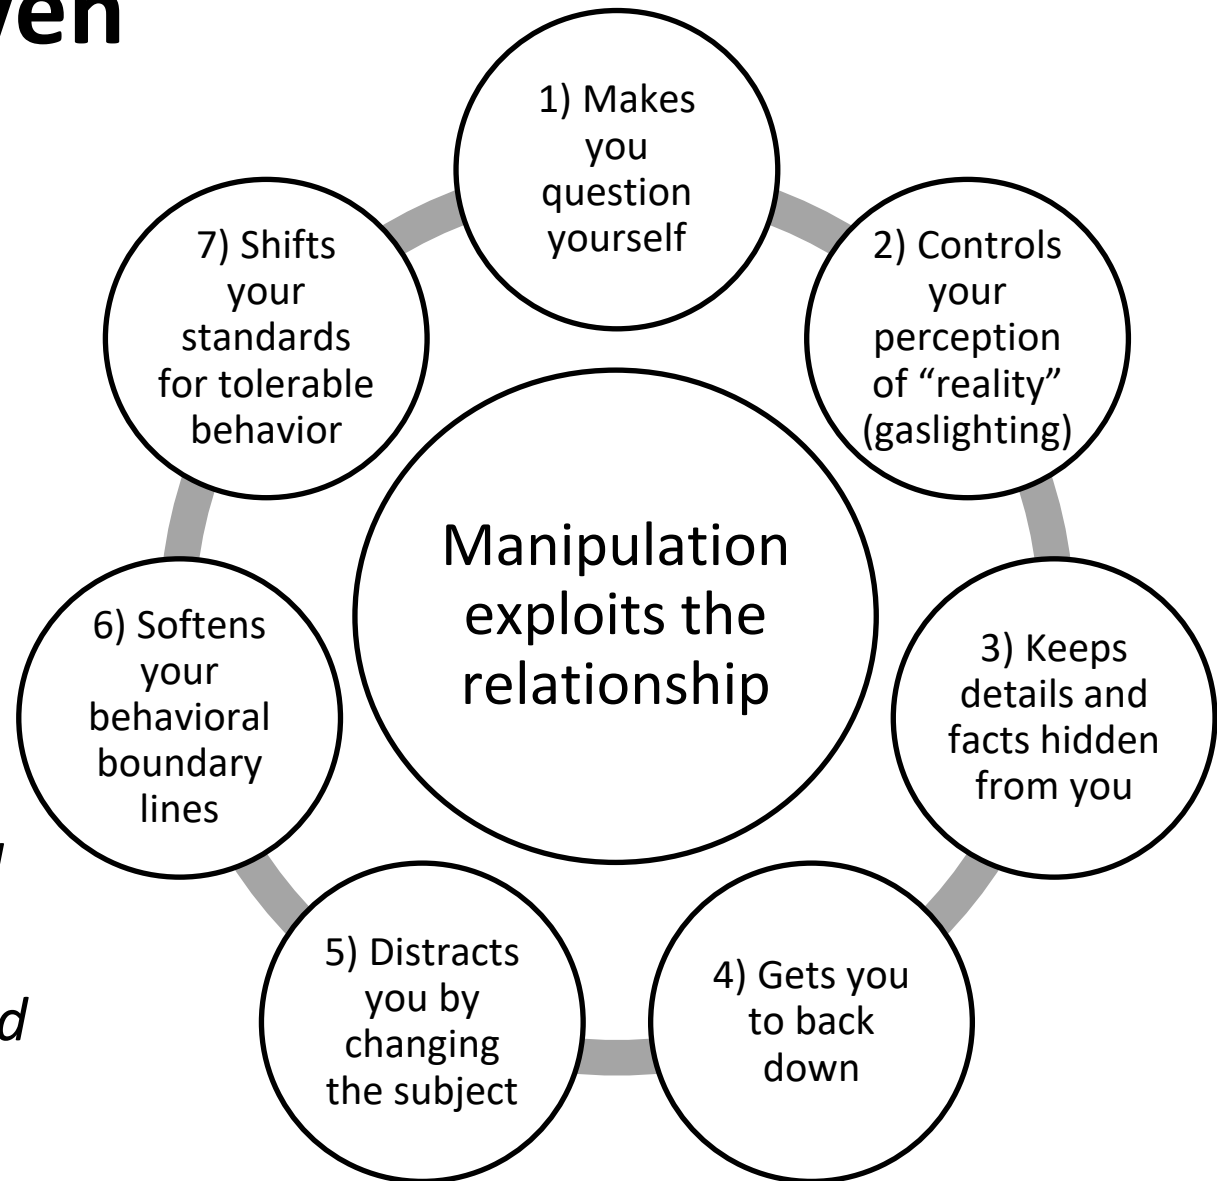 1) Makes
you
question
yourself
2) Controls
your
perception
of “reality”
(gaslighting)
3) Keeps
details and
facts hidden
from you
4) Gets you
to back
down
5) Distracts
you by
changing
the subject
6) Softens
your
behavioral
boundary
lines
7) Shifts
your
standards
for tolerable
behavior
Manipulation
exploits the
relationship